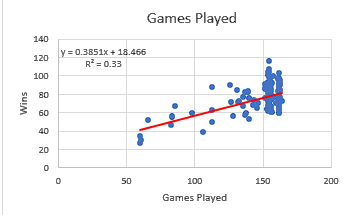 Games Played
140
y = 0.3851x + 18.466
120
R² = 0.33
100
80
60
40
20
0
Wins
0 50 100 150 200
Games Played